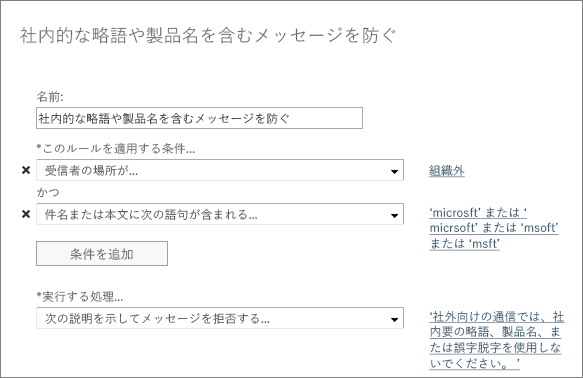 社内的な略語や製品名を含むメッセージを防ぐ
名前:
社内的な略語や製品名を含むメッセージを防ぐ
*このルールを適用する条件...
受信者の場所が...
組織外
かつ
件名または本文に次の語句が含まれる...
‘microsft’ または ‘
micrsoft’ または ‘msoft’
または ‘msft’
条件を追加
*実行する処理...
次の説明を示してメッセージを拒否する...
‘社外向けの通信では、社
内要の略語、製品名、ま
たは誤字脱字を使用しな
いでください。 ’